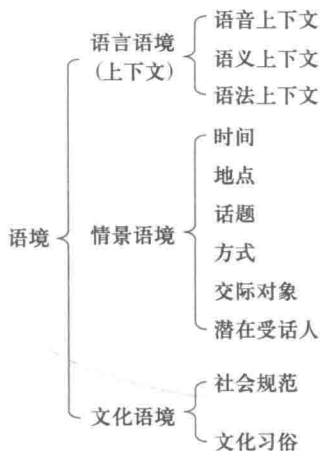 语境
语言语境
(上下文)
语音上下文
语义上下文
语法上下文
情景语境
时间
地点
话题
方式
交际对象
潜在受话人
文化语境
社会规范
文化习俗